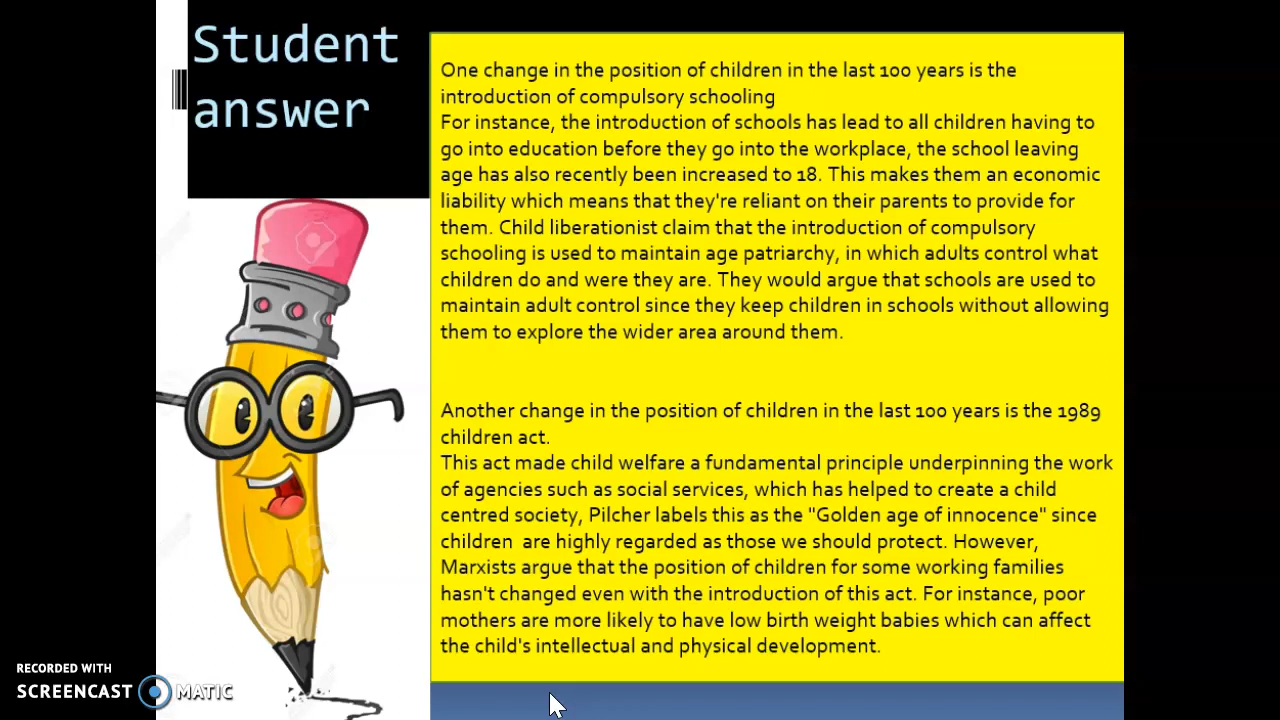 Student
answer
One change in the position of children in the last 100 years is the
introduction of compulsory schooling
For instance, the introduction of schools has lead to all children having to
go into education before they go into the workplace, the school leaving
age has also recently been increased to 18. This makes them an economic
liability which means that they're reliant on their parents to provide for
them. Child liberationist claim that the introduction of compulsory
schooling is used to maintain age patriarchy, in which adults control what
children do and were they are. They would argue that schools are used to
maintain adult control since they keep children in schools without allowing
them to explore the wider area around them.
Another change in the position of children in the last 100 years is the 1989
children act.
This act made child welfare a fundamental principle underpinning the work
of agencies such as social services, which has helped to create a child
centred society, Pilcher labels this as the "Golden age of innocence" since
children are highly regarded as those we should protect. However,
Marxists argue that the position of children for some working families
hasn't changed even with the introduction of this act. For instance, poor
mothers are more likely to have low birth weight babies which can affect
the child's intellectual and physical development.
RECORDED WITH
SCREENCAST MATIC